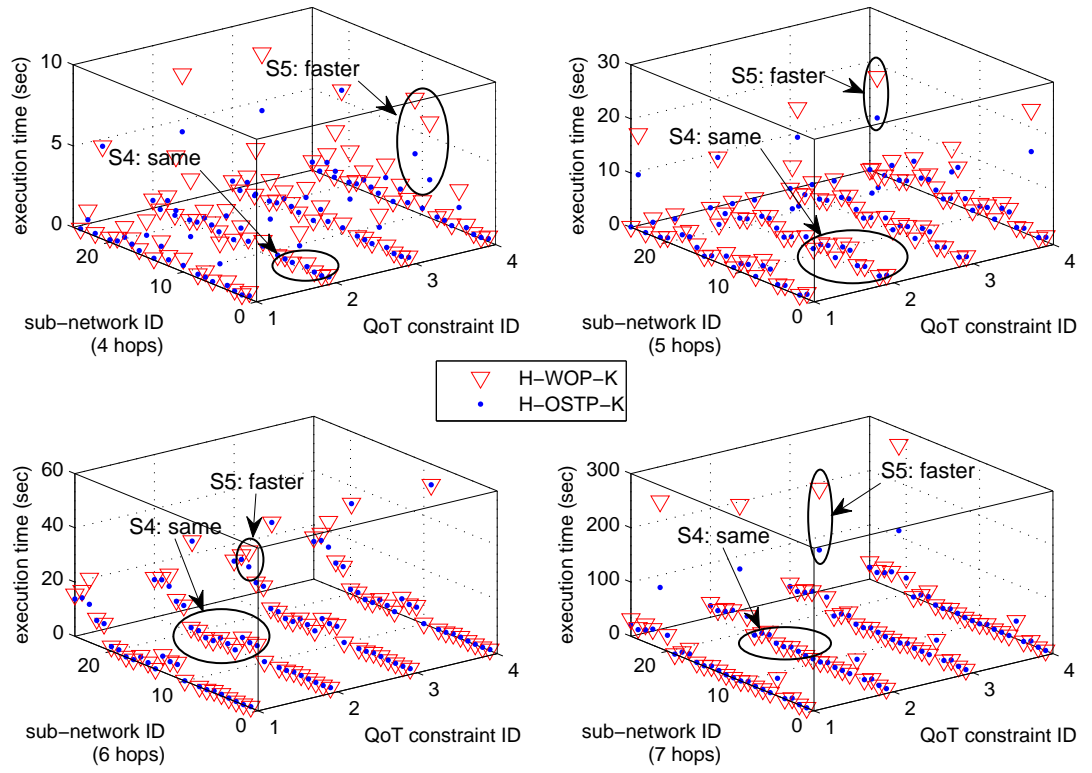 10
5
0
execution time (sec)
S5: faster
S4: same
20
10
0
sub-network ID
(4 hops)
1
2
3
4
QoT constraint ID
30
20
10
0
execution time (sec)
S5: faster
S4: same
20
10
0
sub-network ID
(5 hops)
1
2
3
4
QoT constraint ID
H-WOP-K
H-OSTP-K
60
40
20
0
execution time (sec)
S5: faster
S4: same
20
10
0
sub-network ID
(6 hops)
1
2
3
4
QoT constraint ID
300
200
100
0
execution time (sec)
S5: faster
S4: same
20
10
0
sub-network ID
(7 hops)
1
2
3
4
QoT constraint ID